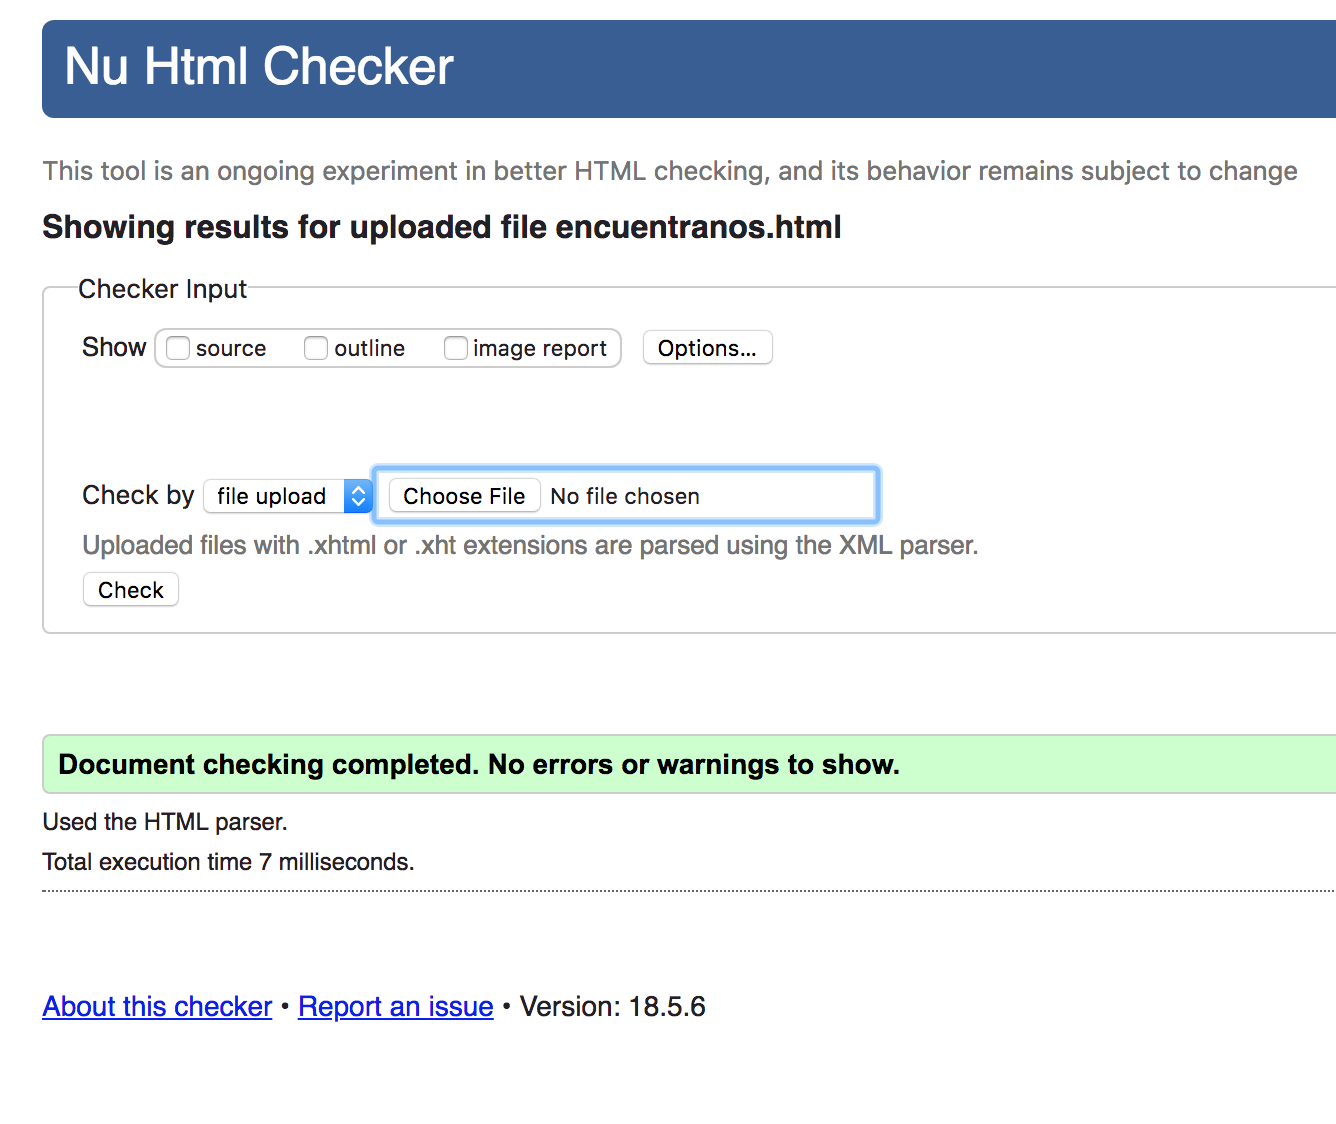 Nu Html Checker
This tool is an ongoing experiment in better HTML checking, and its behavior remains subject to change
Showing results for uploaded file encuentranos.html
Checker Input
Show source outline image report Options...
Check by file upload Choose File No file chosen
Uploaded files with .xhtml or .xht extensions are parsed using the XML parser.
Check
Document checking completed. No errors or warnings to show.
Used the HTML parser.
Total execution time 7 milliseconds.
About this checker • Report an issue • Version: 18.5.6